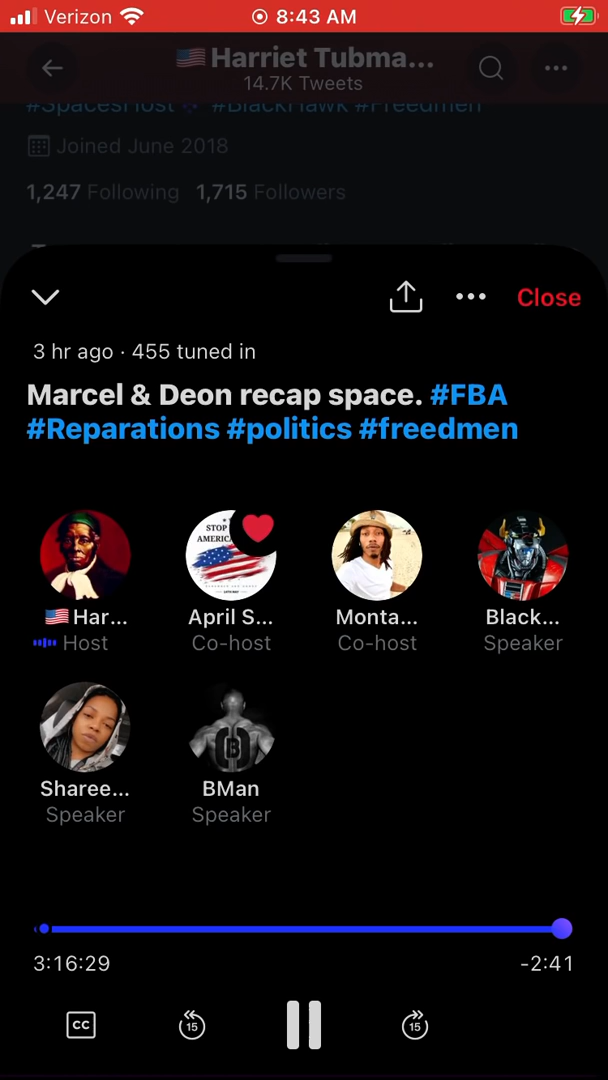 Verizon 8:43 AM
Harriet Tubma...
14.7K Tweets
#SpacesHost #BlackHawk #Freedmen
Joined June 2018
1,247 Following 1,715 Followers
Close
3 hr ago · 455 tuned in
Marcel & Deon recap space. #FBA
#Reparations #politics #freedmen
STOP
AMERICA
Har... April S... Monta... Black...
Host Co-host Co-host Speaker
B
Sharee... BMan
Speaker Speaker
3:16:29 -2:41
CC 15 15